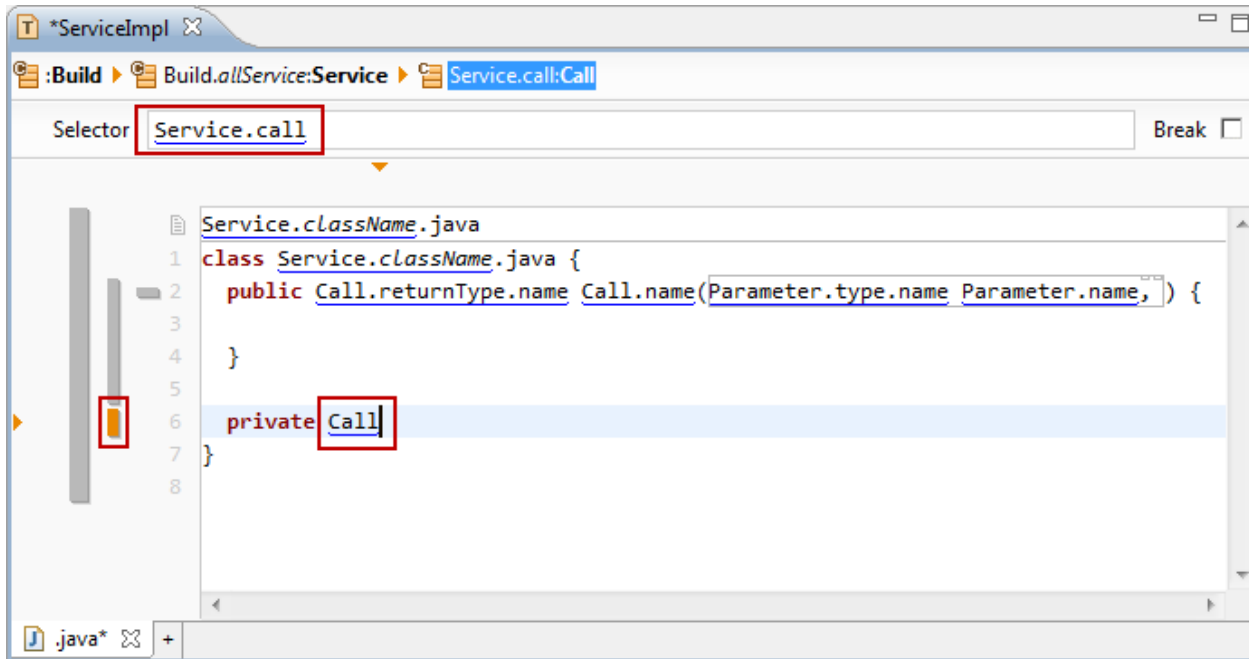 *ServiceImpl
:Build Build.allService:Service Service.call:Call
Selector Service.call Break
Service.className.java
1 class Service.className.java {
2 public Call.returnType.name Call.name(Parameter.type.name Parameter.name, ) {
3
4 }
5
6 private Call
7 }
8
.java* +